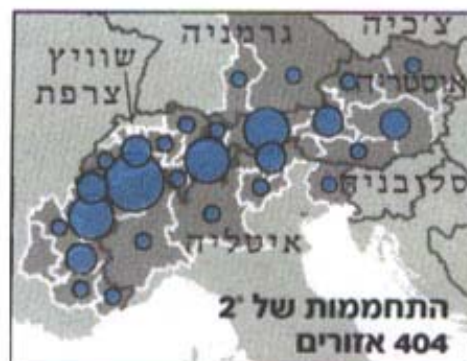 צ'כיה
גרמניה
שוויץ
אוסטריה
צרפת
סלובניה
איטליה
התחממות של 2°
404 אזורים